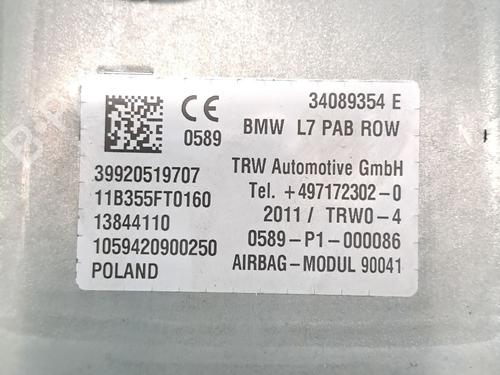 34089354 E
CE
0589
BMW L7 PAB ROW
39920519707
TRW Automotive GmbH
11B355FT0160
Tel. +497172302-0
13844110
2011/ TRW0-4
1059420900250
0589-P1-000086
POLAND
AIRBAG-MODUL 90041